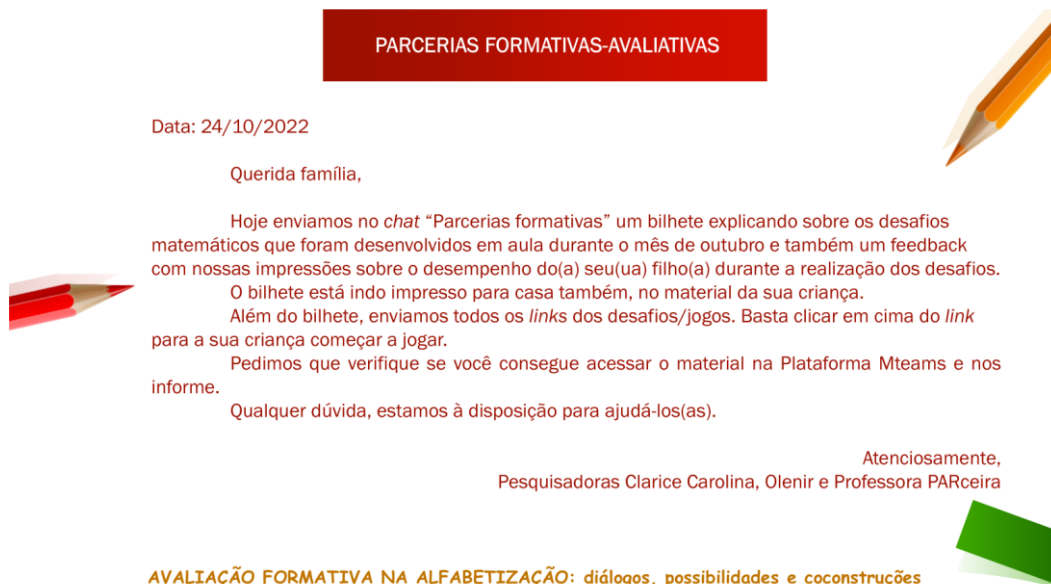 PARCERIAS FORMATIVAS-AVALIATIVAS
Data: 24/10/2022
Querida família,
Hoje enviamos no chat “Parcerias formativas” um bilhete explicando sobre os desafios
matemáticos que foram desenvolvidos em aula durante o mês de outubro e também um feedback
com nossas impressões sobre o desempenho do(a) seu(ua) filho(a) durante a realização dos desafios.
O bilhete está indo impresso para casa também, no material da sua criança.
Além do bilhete, enviamos todos os links dos desafios/jogos. Basta clicar em cima do link
para a sua criança começar a jogar.
Pedimos que verifique se você consegue acessar o material na Plataforma Mteams e nos
informe.
Qualquer dúvida, estamos à disposição para ajudá-los(as).
Atenciosamente,
Pesquisadoras Clarice Carolina, Olenir e Professora PARceira
AVALIAÇÃO FORMATIVA NA ALFABETIZAÇÃO: diálogos, possibilidades e coconstruções